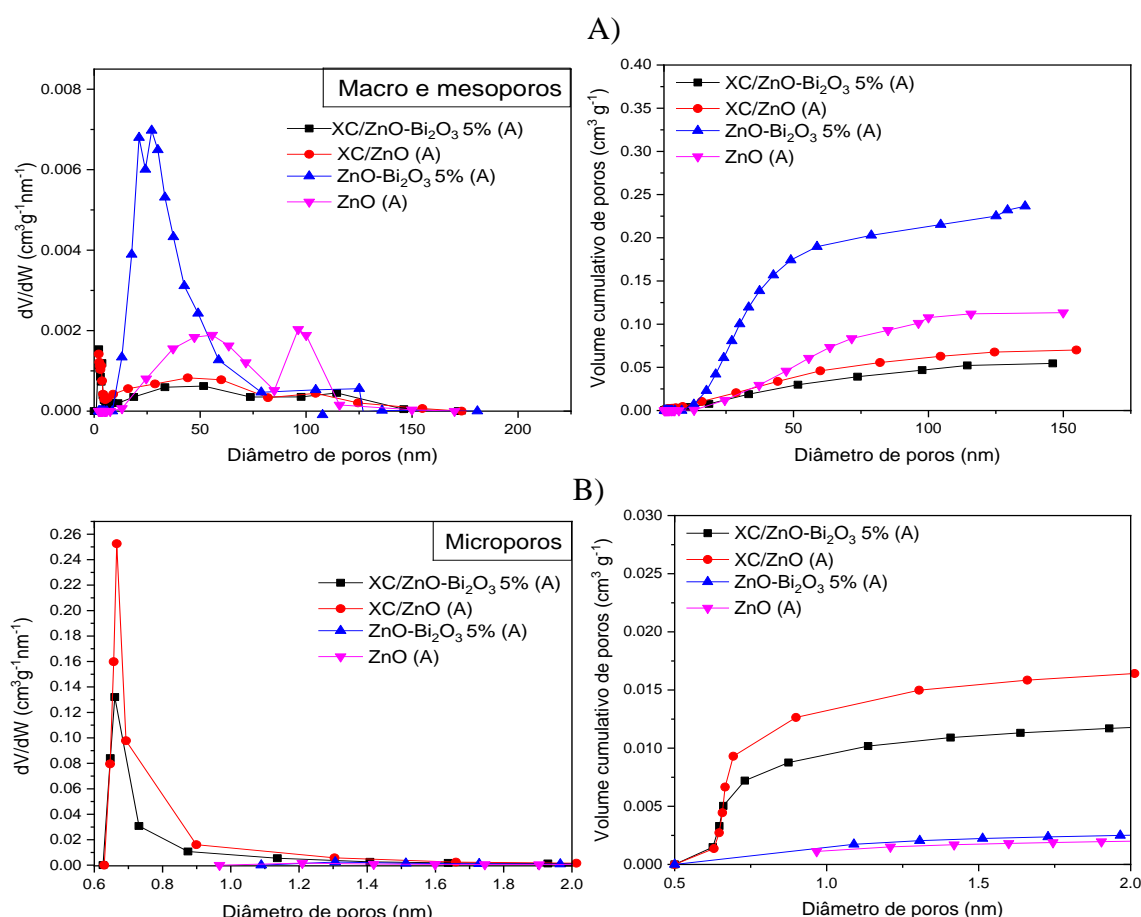 A)
0.008
0.006
0.004
0.002
0.000
dV/dW (cm³g⁻¹nm⁻¹)
Macro e mesoporos
XC/ZnO-Bi₂O₃ 5% (A)
XC/ZnO (A)
ZnO-Bi₂O₃ 5% (A)
ZnO (A)
0 50 100 150 200
Diâmetro de poros (nm)
0.40
0.35
0.30
0.25
0.20
0.15
0.10
0.05
0.00
Volume cumulativo de poros (cm³ g⁻¹)
XC/ZnO-Bi₂O₃ 5% (A)
XC/ZnO (A)
ZnO-Bi₂O₃ 5% (A)
ZnO (A)
50 100 150
Diâmetro de poros (nm)
B)
0.26
0.24
0.22
0.20
0.18
0.16
0.14
0.12
0.10
0.08
0.06
0.04
0.02
0.00
dV/dW (cm³g⁻¹nm⁻¹)
Microporos
XC/ZnO-Bi₂O₃ 5% (A)
XC/ZnO (A)
ZnO-Bi₂O₃ 5% (A)
ZnO (A)
0.6 0.8 1.0 1.2 1.4 1.6 1.8 2.0
Diâmetro de poros (nm)
0.030
0.025
0.020
0.015
0.010
0.005
0.000
Volume cumulativo de poros (cm³ g⁻¹)
XC/ZnO-Bi₂O₃ 5% (A)
XC/ZnO (A)
ZnO-Bi₂O₃ 5% (A)
ZnO (A)
0.5 1.0 1.5 2.0
Diâmetro de poros (nm)